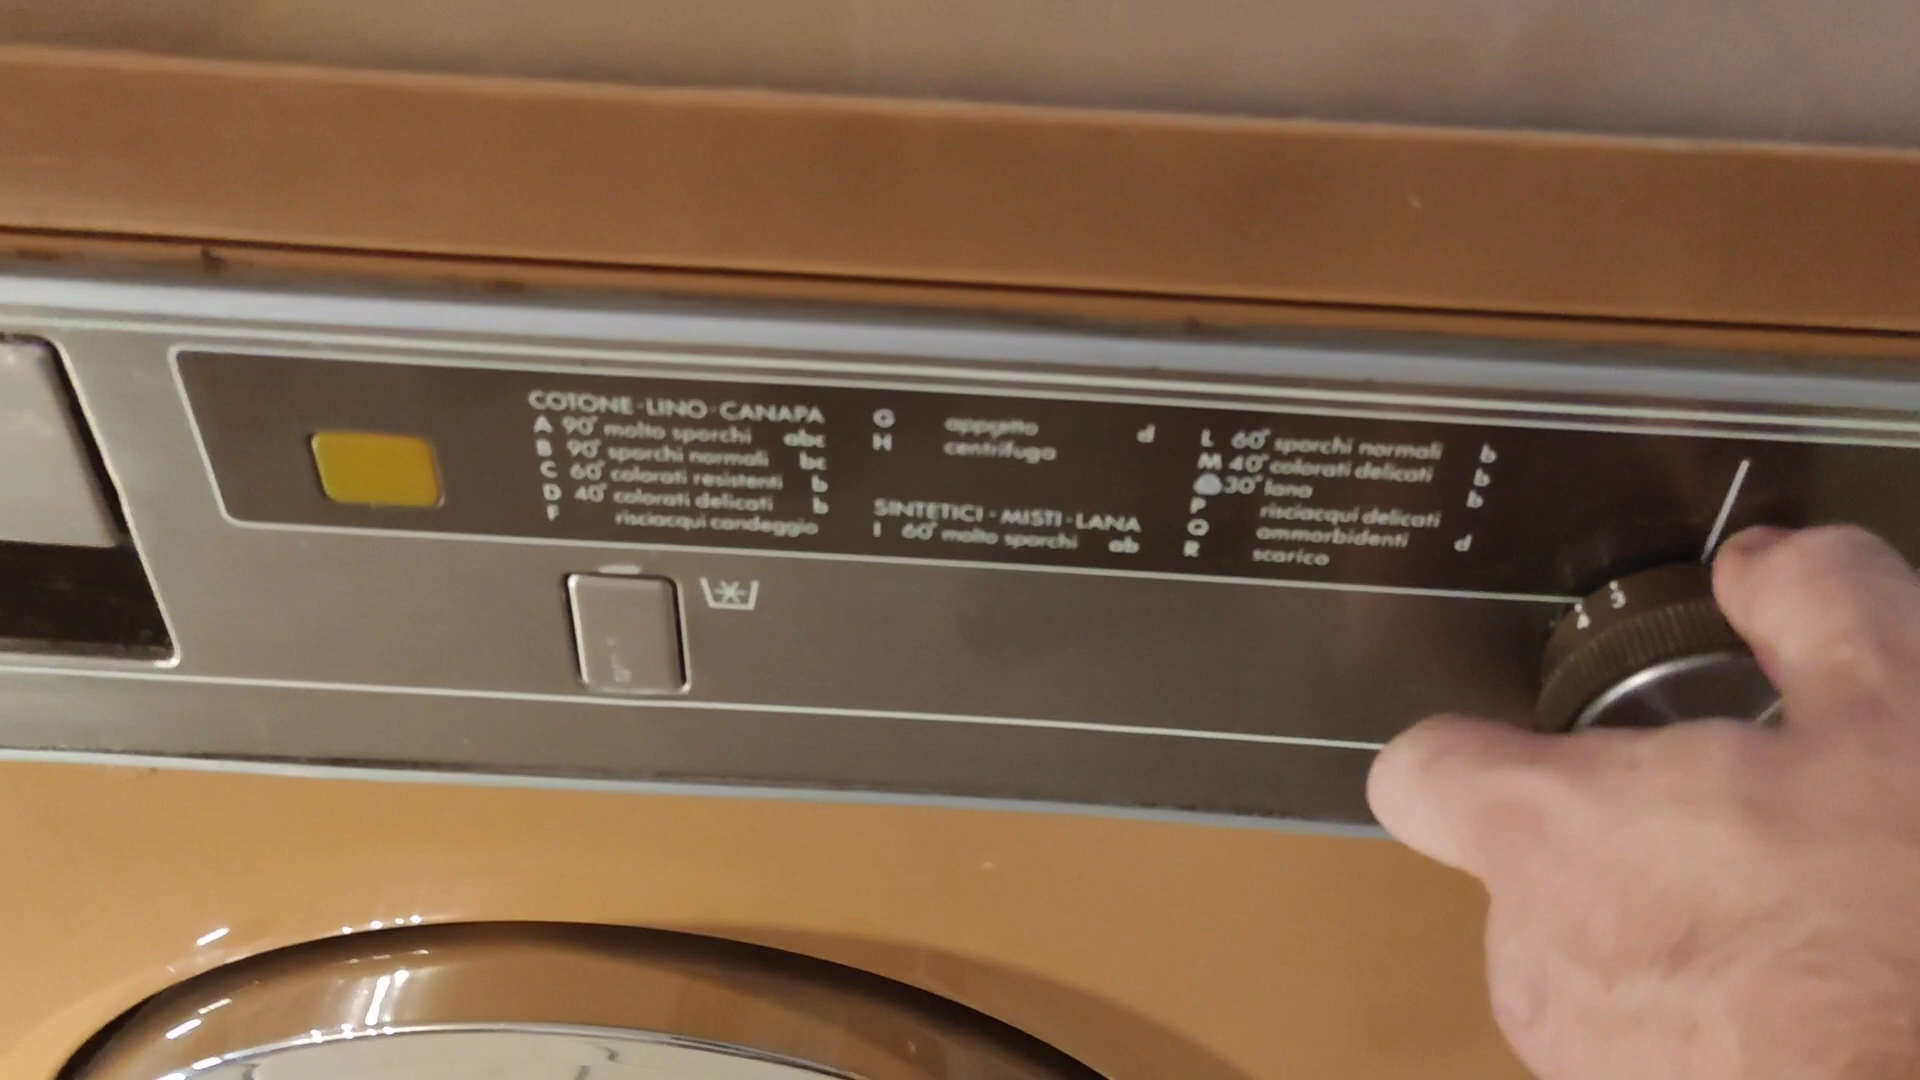 COTONE·LINO·CANAPA
A 90° molto sporchi abc
B 90° sporchi normali bc
C 60° colorati resistenti b
D 40° colorati delicati b
F risciacqui candeggio
G appretto d
H centrifuga
SINTETICI·MISTI·LANA
I 60° molto sporchi ab
L 60° sporchi normali b
M 40° colorati delicati b
30° lana b
P risciacqui delicati
Q ammorbidenti d
R scarico
4 3